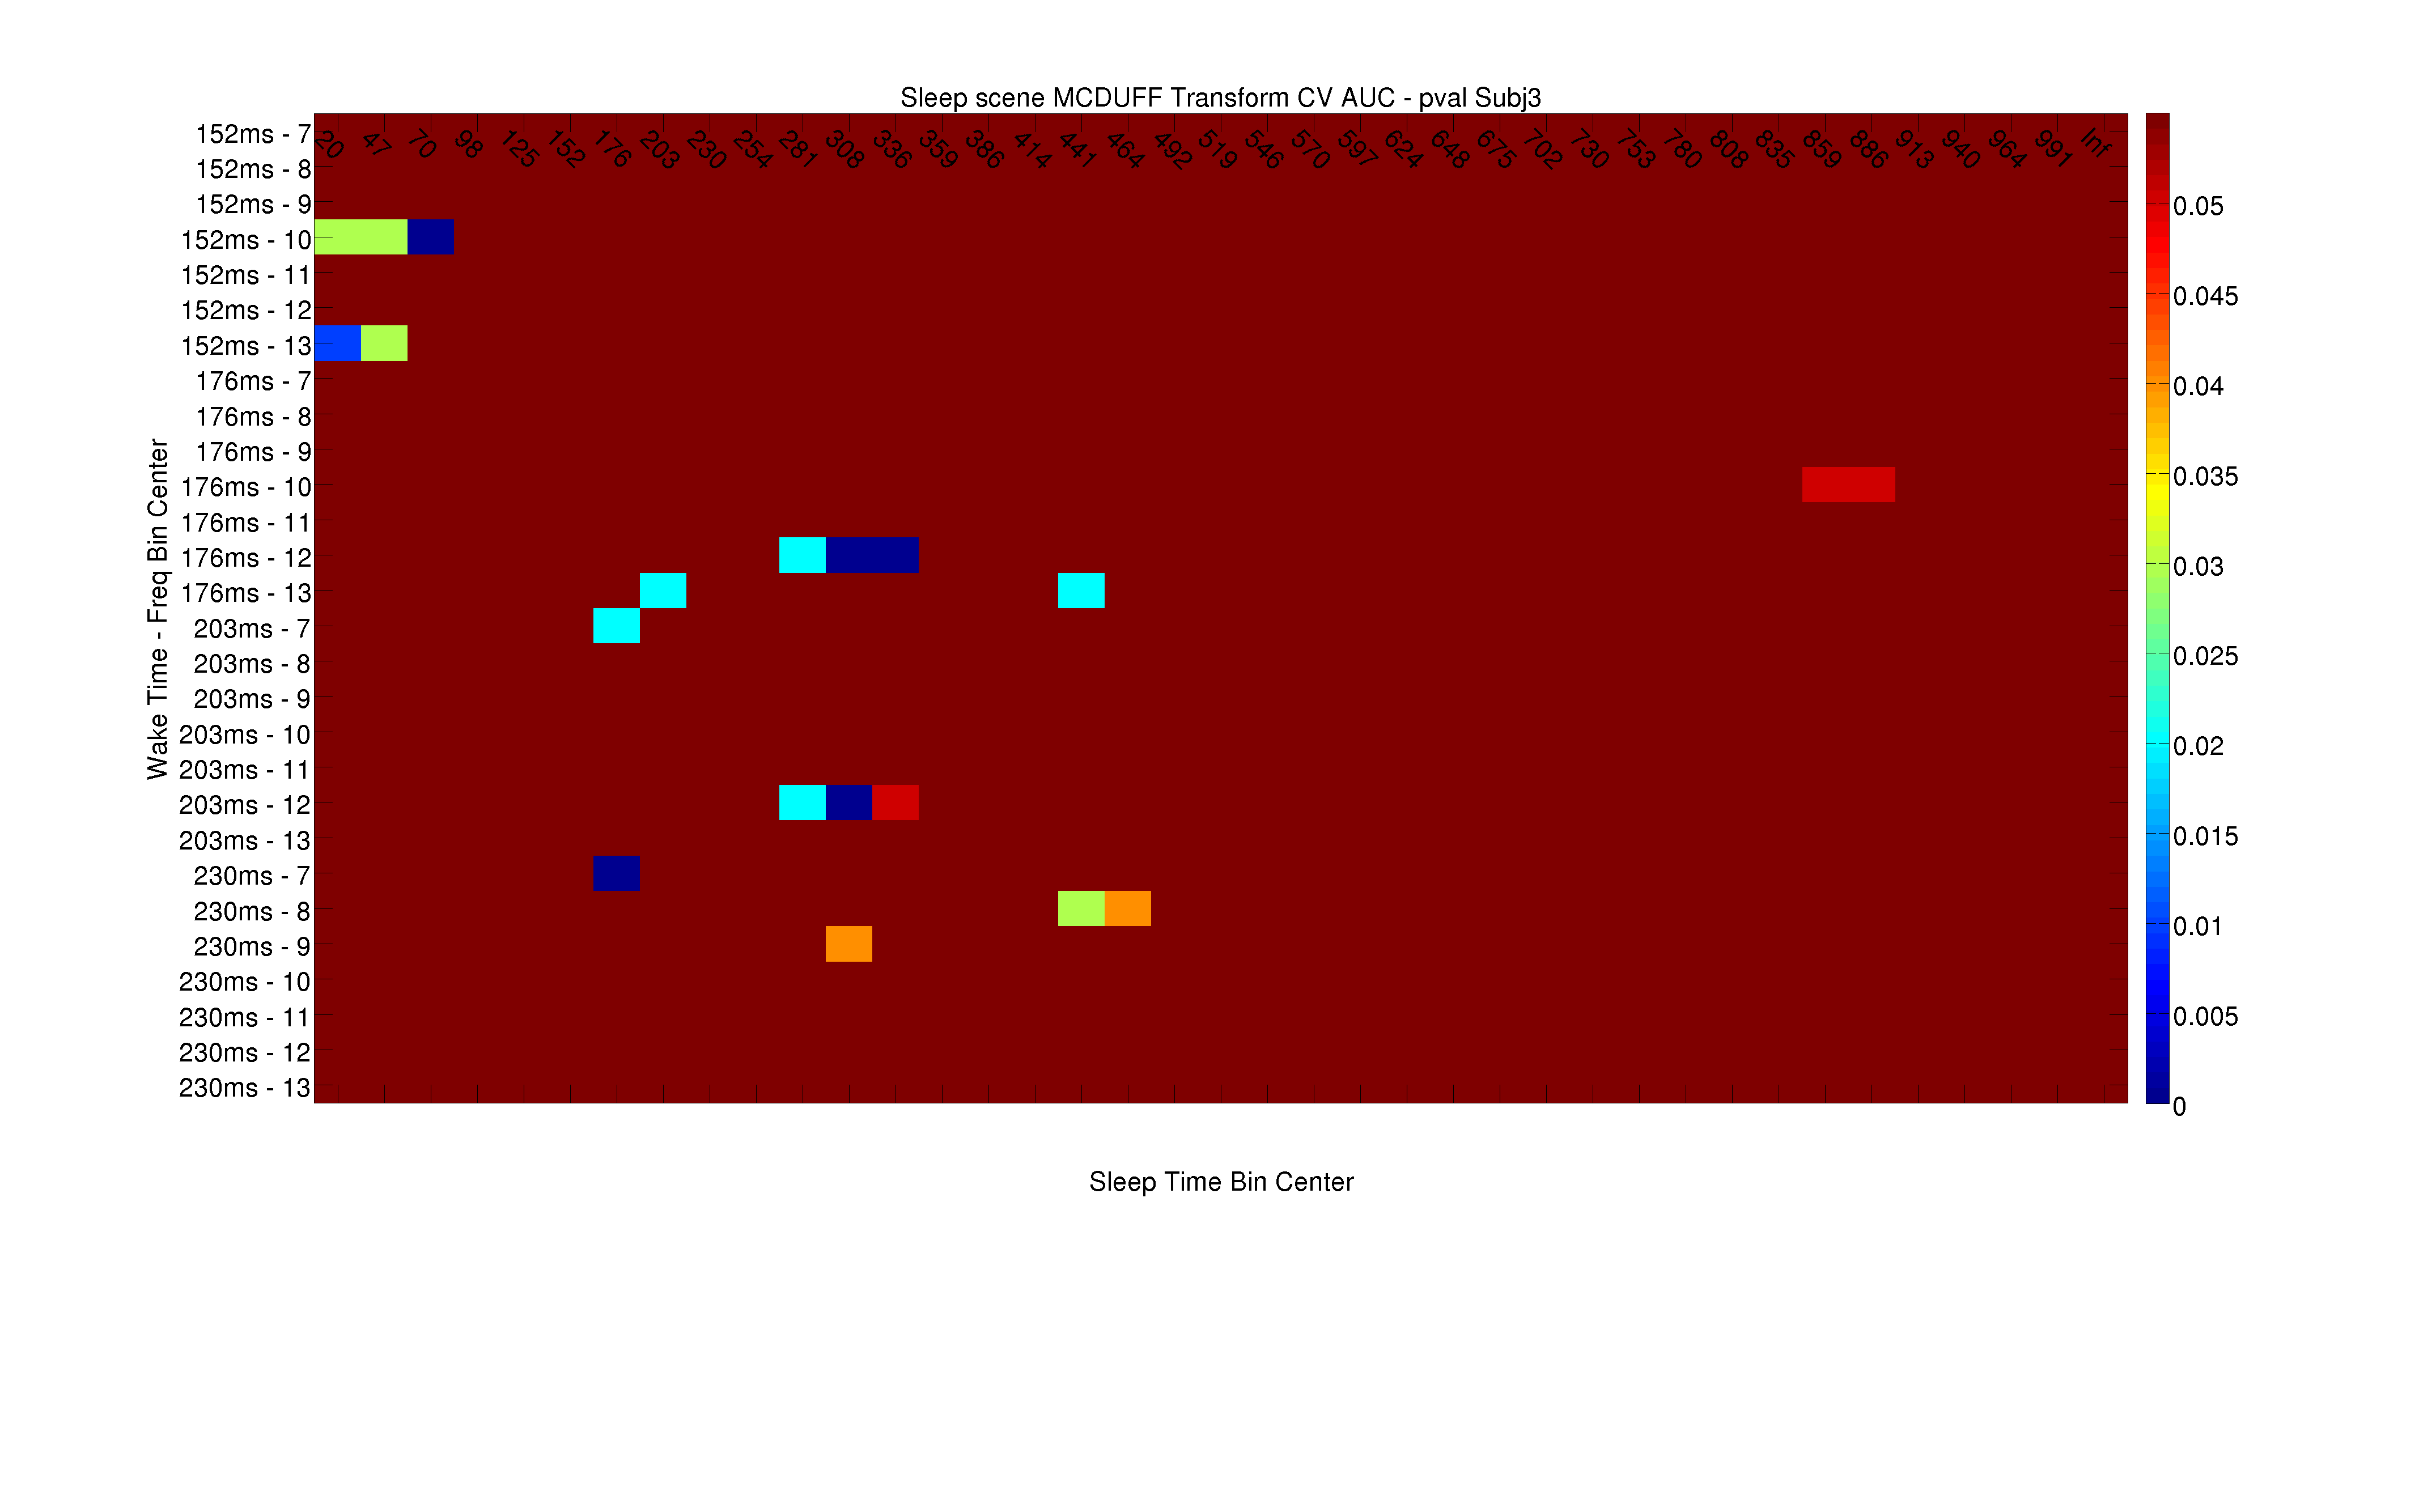 Sleep scene MCDUFF Transform CV AUC - pval Subj3
20 47 70 98 125 152 176 203 230 254 281 308 336 359 386 414 441 464 492 519 546 570 597 624 648 675 702 730 753 780 808 835 859 886 913 940 964 991 Inf
152ms - 7
152ms - 8
152ms - 9
152ms - 10
152ms - 11
152ms - 12
152ms - 13
176ms - 7
176ms - 8
176ms - 9
176ms - 10
176ms - 11
176ms - 12
176ms - 13
203ms - 7
203ms - 8
203ms - 9
203ms - 10
203ms - 11
203ms - 12
203ms - 13
230ms - 7
230ms - 8
230ms - 9
230ms - 10
230ms - 11
230ms - 12
230ms - 13
Wake Time - Freq Bin Center
0.05
0.045
0.04
0.035
0.03
0.025
0.02
0.015
0.01
0.005
0
Sleep Time Bin Center